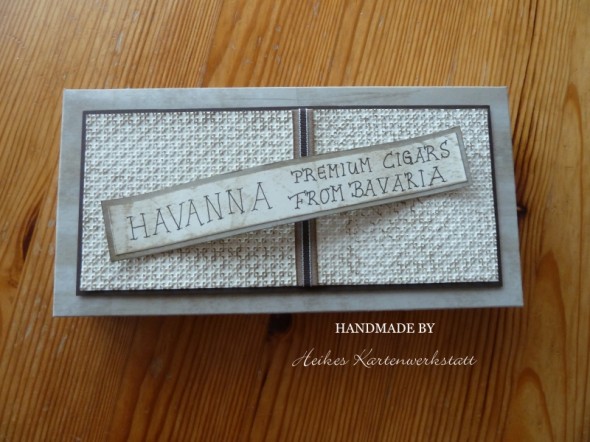 HAVANNA
PREMIUM CIGARS
FROM BAVARIA
HANDMADE BY
Heikes Kartenwerkstatt